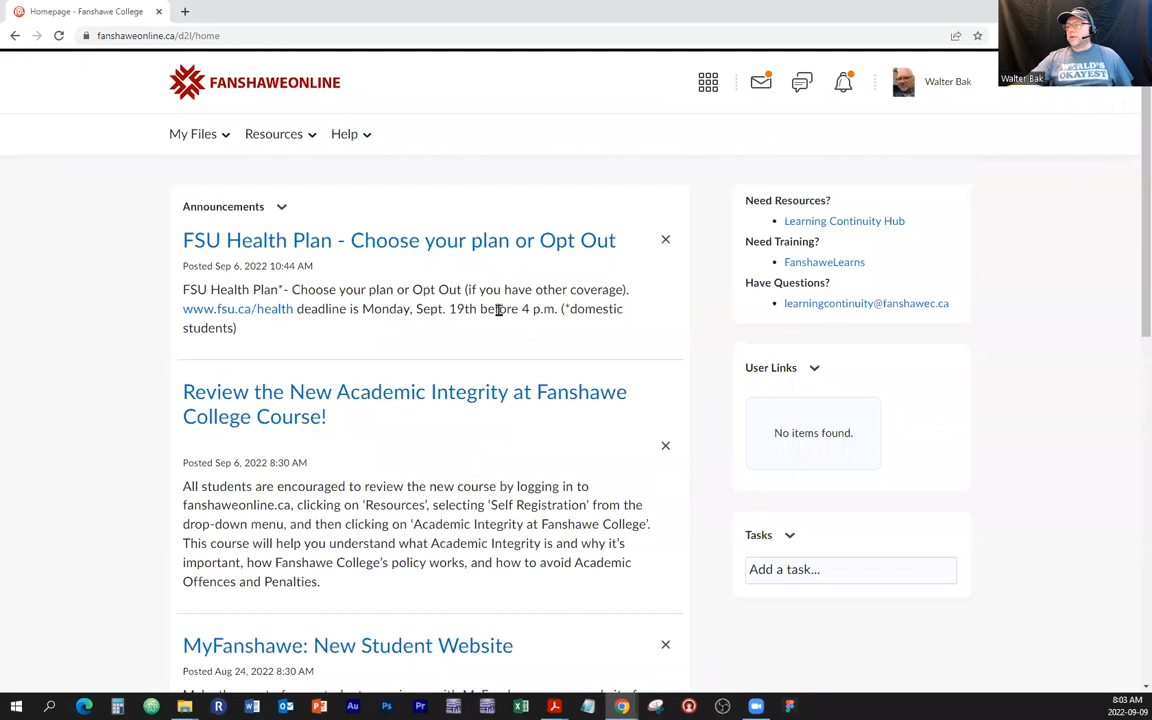 Homepage - Fanshawe College
fanshaweonline.ca/d2l/home
WORLD'S
OKAYEST
Walter Bak
FANSHAWEONLINE
Walter Bak
My Files
Resources
Help
Announcements
FSU Health Plan - Choose your plan or Opt Out
Posted Sep 6, 2022 10:44 AM
FSU Health Plan*- Choose your plan or Opt Out (if you have other coverage).
www.fsu.ca/health deadline is Monday, Sept. 19th before 4 p.m. (*domestic
students)
Review the New Academic Integrity at Fanshawe
College Course!
Posted Sep 6, 2022 8:30 AM
All students are encouraged to review the new course by logging in to
fanshaweonline.ca, clicking on ‘Resources’, selecting ‘Self Registration’ from the
drop-down menu, and then clicking on ‘Academic Integrity at Fanshawe College’.
This course will help you understand what Academic Integrity is and why it’s
important, how Fanshawe College’s policy works, and how to avoid Academic
Offences and Penalties.
MyFanshawe: New Student Website
Posted Aug 24, 2022 8:30 AM
Need Resources?
Learning Continuity Hub
Need Training?
FanshaweLearns
Have Questions?
learningcontinuity@fanshawec.ca
User Links
No items found.
Tasks
Add a task...
R
Au
Ps
Pr
8:03 AM
2022-09-09